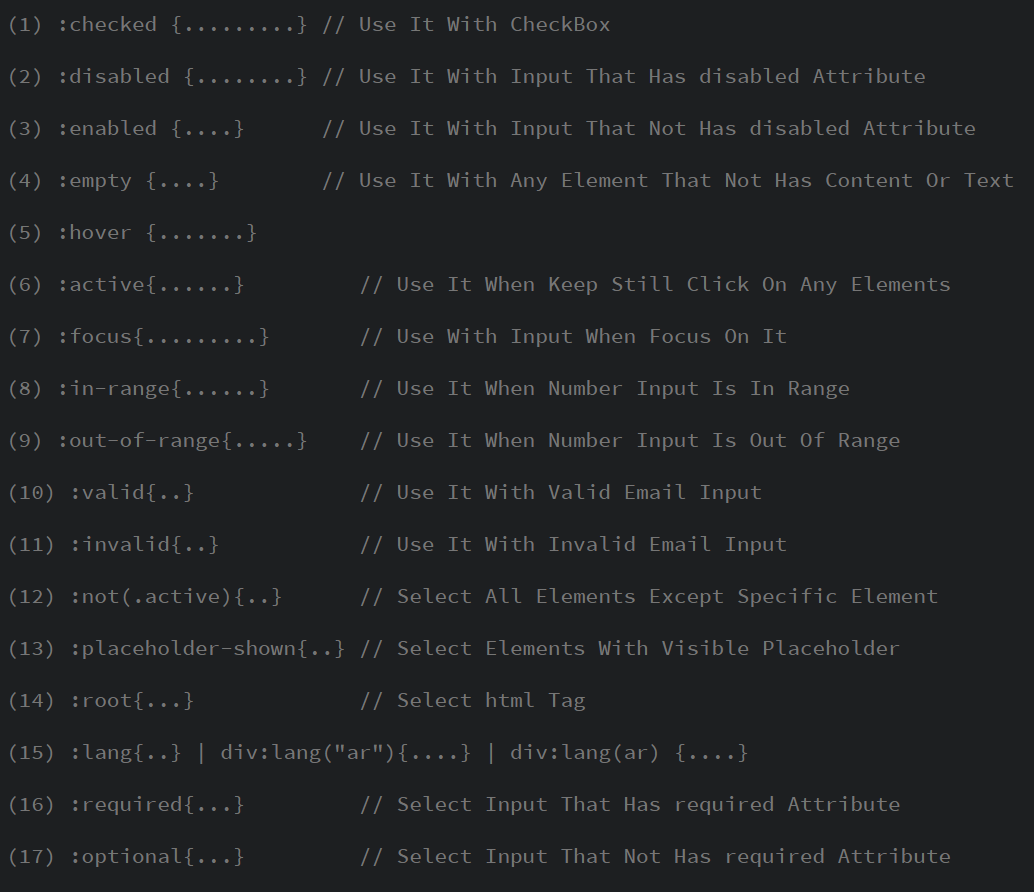 (1) :checked {.........} // Use It With CheckBox
(2) :disabled {........} // Use It With Input That Has disabled Attribute
(3) :enabled {....} // Use It With Input That Not Has disabled Attribute
(4) :empty {....} // Use It With Any Element That Not Has Content Or Text
(5) :hover {.......}
(6) :active{......} // Use It When Keep Still Click On Any Elements
(7) :focus{.........} // Use With Input When Focus On It
(8) :in-range{......} // Use It When Number Input Is In Range
(9) :out-of-range{.....} // Use It When Number Input Is Out Of Range
(10) :valid{..} // Use It With Valid Email Input
(11) :invalid{..} // Use It With Invalid Email Input
(12) :not(.active){..} // Select All Elements Except Specific Element
(13) :placeholder-shown{..} // Select Elements With Visible Placeholder
(14) :root{...} // Select html Tag
(15) :lang{..} | div:lang("ar"){....} | div:lang(ar) {....}
(16) :required{...} // Select Input That Has required Attribute
(17) :optional{...} // Select Input That Not Has required Attribute